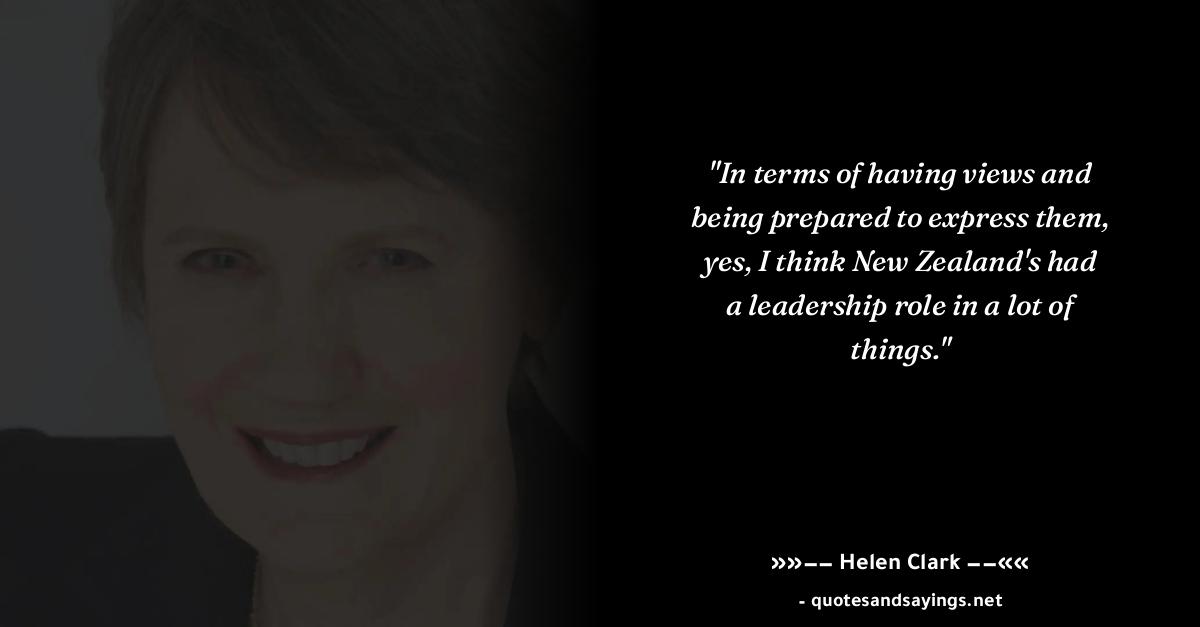 "In terms of having views and
being prepared to express them,
yes, I think New Zealand's had
a leadership role in a lot of
things."
»»−− Helen Clark −−««
- quotesandsayings.net